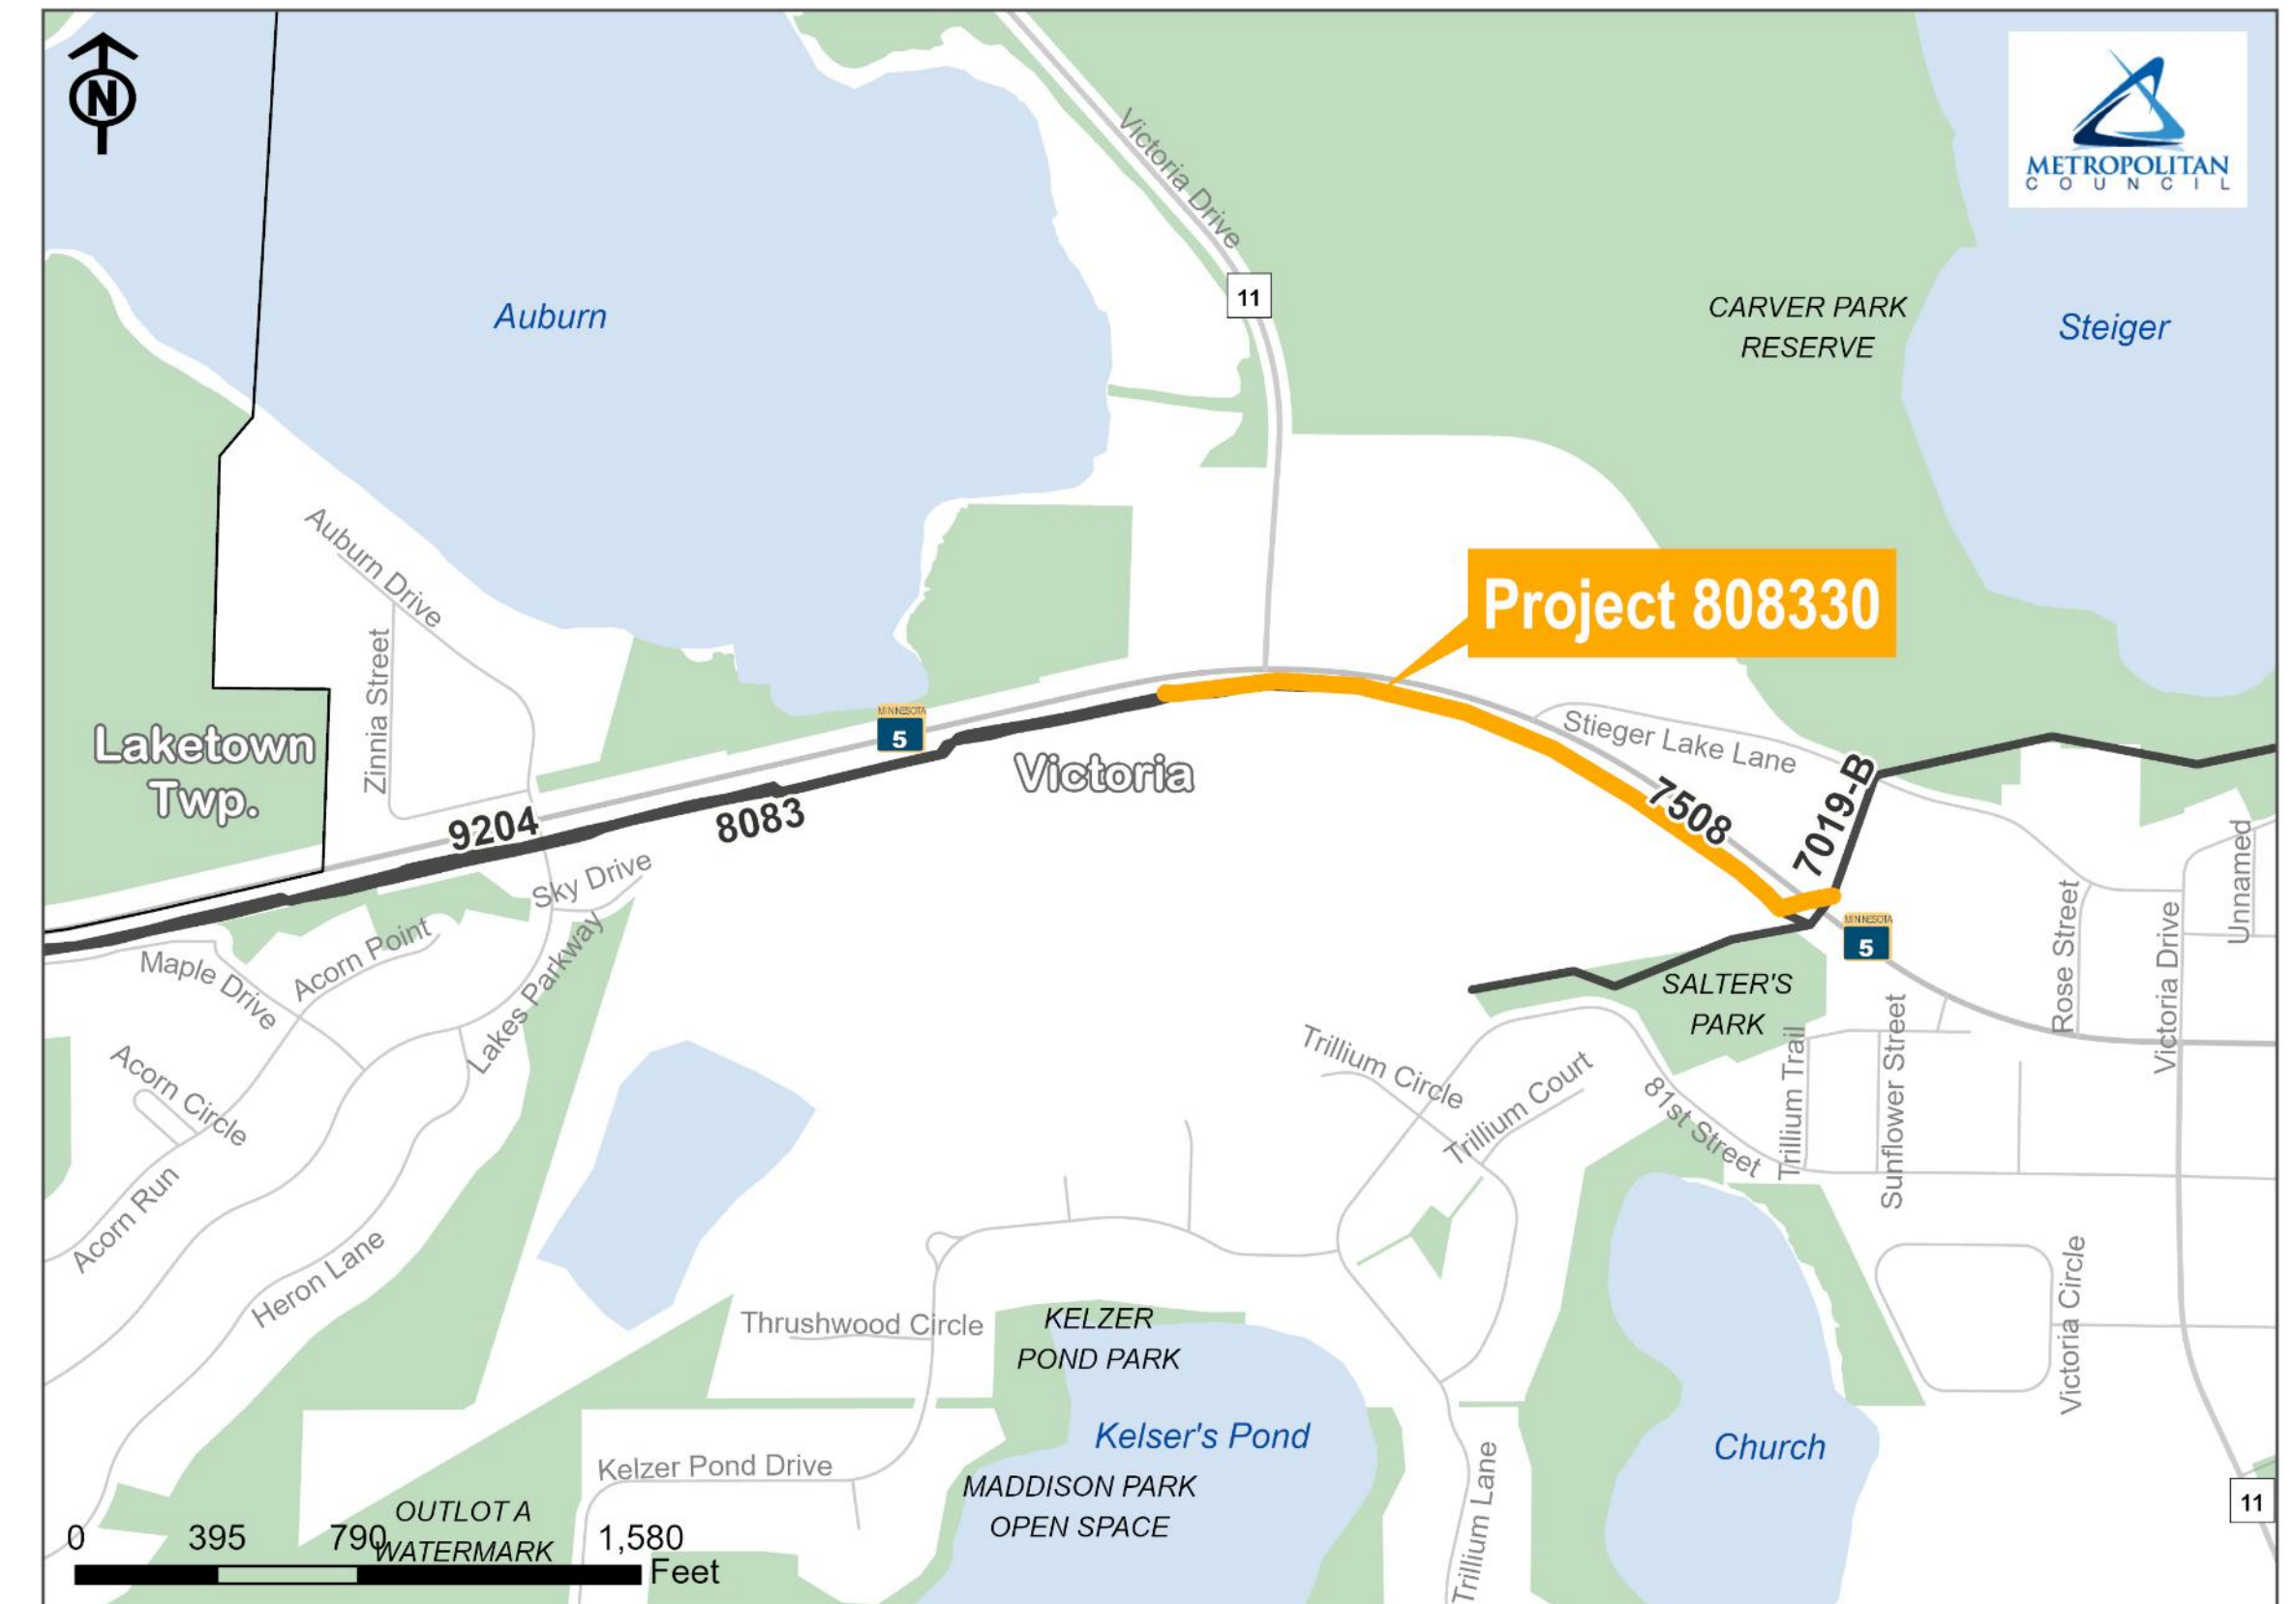 N
METROPOLITAN
COUNCIL
Victoria Drive
11
Auburn
CARVER PARK
RESERVE
Steiger
Auburn Drive
Zinnia Street
Project 808330
Laketown
Twp.
MINNESOTA
5
Victoria
Stieger Lake Lane
7508
7019-B
9204
8083
Sky Drive
Unnamed
Acorn Point
Maple Drive
Lakes Parkway
MINNESOTA
5
SALTER'S
PARK
Rose Street
Victoria Drive
Acorn Circle
Trillium Circle
Trillium Court
81st Street
Trillium Trail
Sunflower Street
Acorn Run
Heron Lane
Thrushwood Circle
KELZER
POND PARK
Victoria Circle
Kelser's Pond
Church
Kelzer Pond Drive
MADDISON PARK
OPEN SPACE
Trillium Lane
11
OUTLOT A
WATERMARK
0 395 790 1,580
Feet